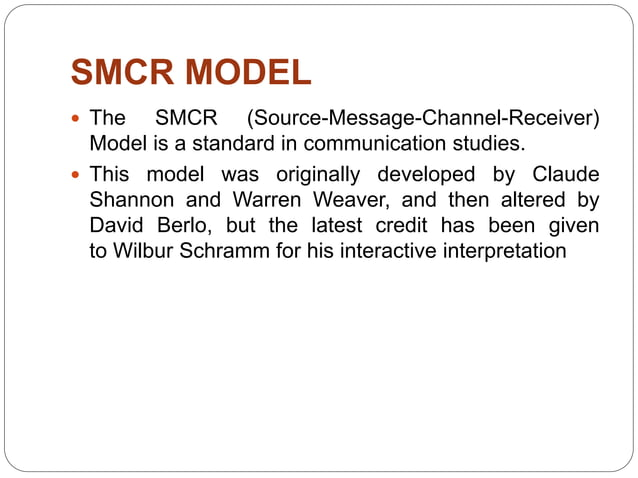 SMCR MODEL
The SMCR (Source-Message-Channel-Receiver)
Model is a standard in communication studies.
This model was originally developed by Claude
Shannon and Warren Weaver, and then altered by
David Berlo, but the latest credit has been given
to Wilbur Schramm for his interactive interpretation